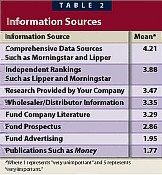 TABLE 2
Information Sources
Information Source Mean*
Comprehensive Data Sources 4.21
Such as Morningstar and Lipper
Independent Rankings 3.88
Such as Lipper and Morningstar
Research Provided by Your Company 3.47
Wholesaler/Distributor Information 3.35
Fund Company Literature 3.29
Fund Prospectus 2.86
Fund Advertising 1.95
Publications Such as Money 1.77
*Where 1 represents "very unimportant" and 5 represents
"very important."